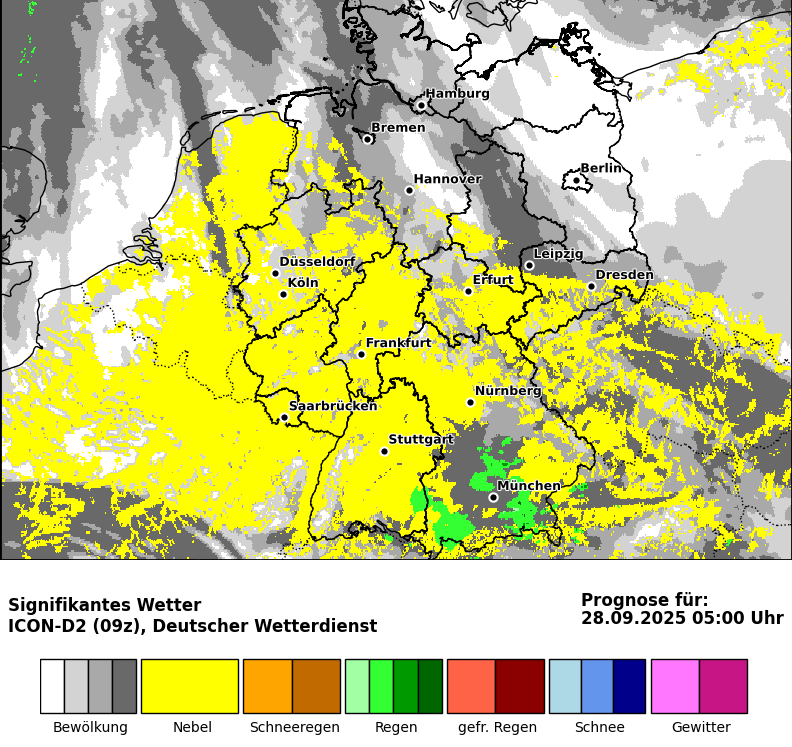 Hamburg
Bremen
Berlin
Hannover
Leipzig
Düsseldorf
Dresden
Köln
Erfurt
Frankfurt
Nürnberg
Saarbrücken
Stuttgart
München
Signifikantes Wetter
ICON-D2 (09z), Deutscher Wetterdienst
Prognose für:
28.09.2025 05:00 Uhr
Bewölkung
Nebel
Schneeregen
Regen
gefr. Regen
Schnee
Gewitter